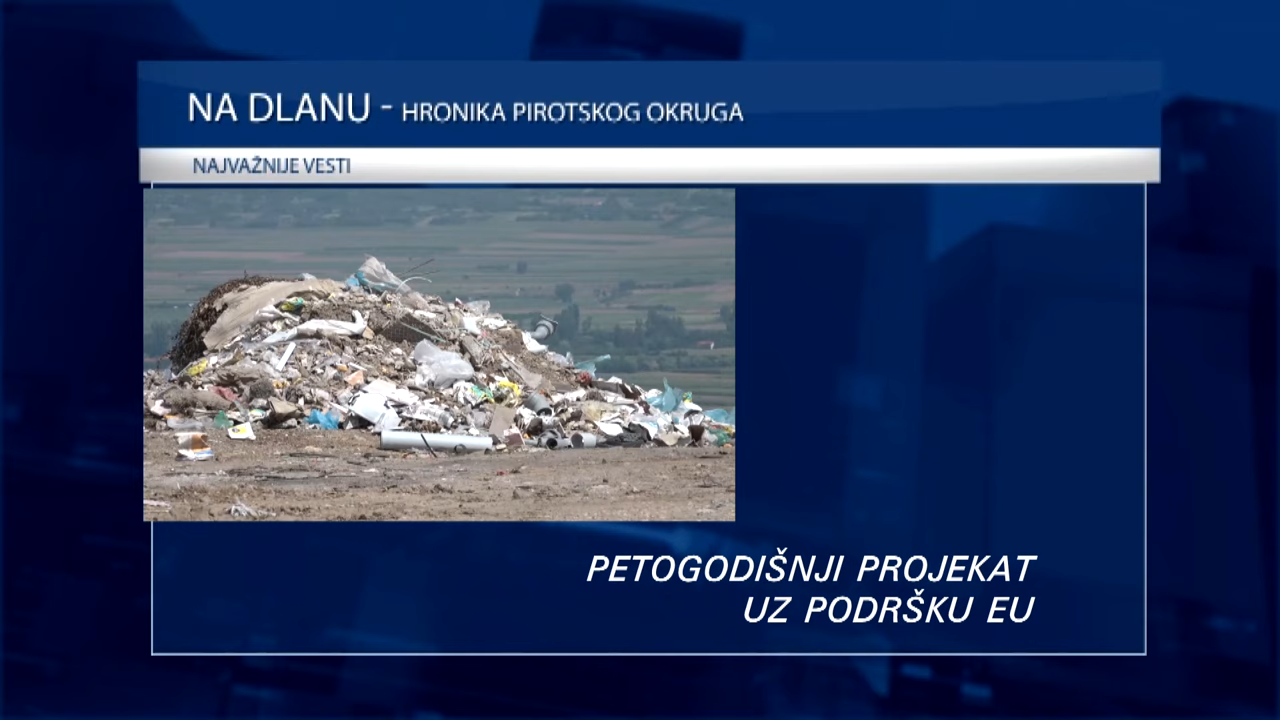 NA DLANU - HRONIKA PIROTSKOG OKRUGA
NAJVAŽNIJE VESTI
PETOGODIŠNJI PROJEKAT
UZ PODRŠKU EU